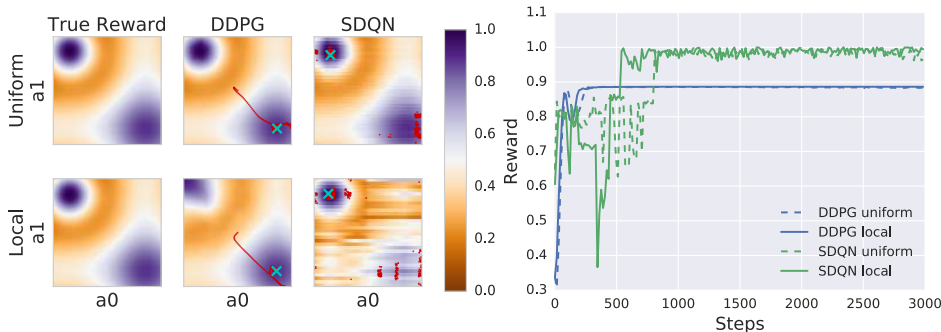 True Reward DDPG SDQN
Uniform
a1
Local
a1
a0 a0 a0
1.0
0.8
0.6
0.4
0.2
0.0
1.1
1.0
0.9
0.8
0.7
0.6
0.5
0.4
0.3
Reward
DDPG uniform
DDPG local
SDQN uniform
SDQN local
0 500 1000 1500 2000 2500 3000
Steps